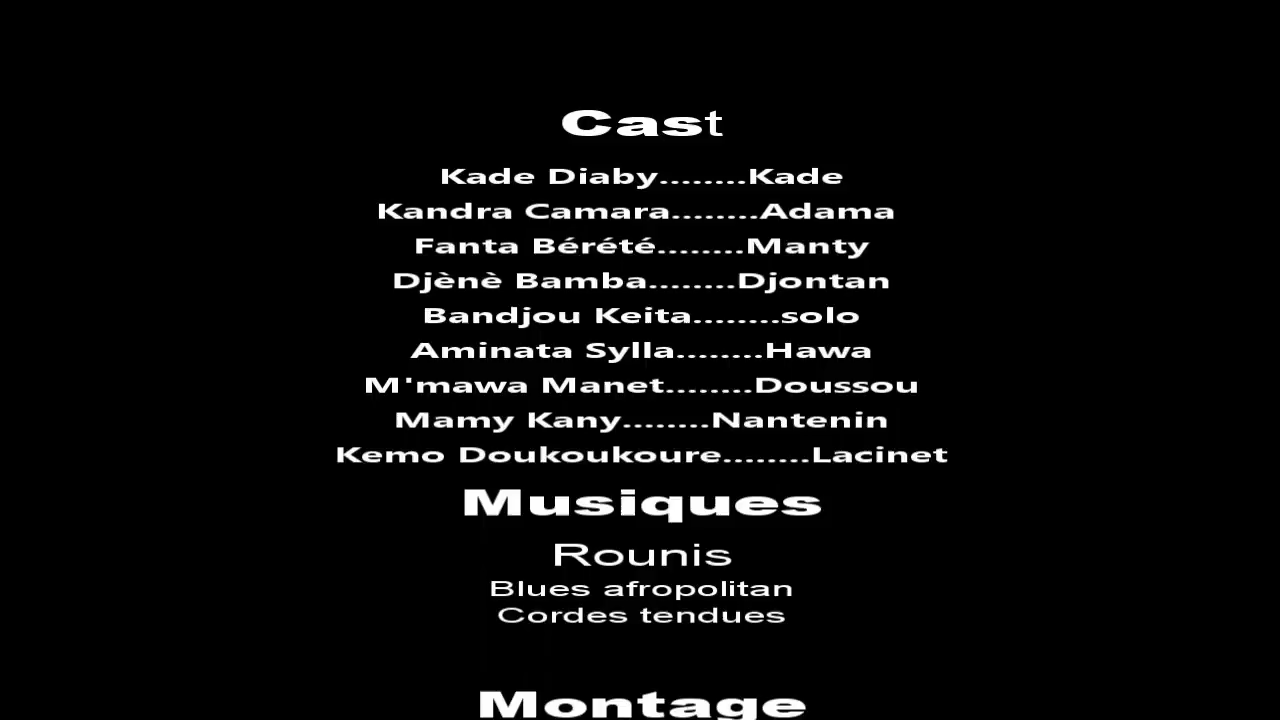 Cast
Kade Diaby........Kade
Kandra Camara........Adama
Fanta Bérété........Manty
Djènè Bamba........Djontan
Bandjou Keita........solo
Aminata Sylla........Hawa
M'mawa Manet........Doussou
Mamy Kany........Nantenin
Kemo Doukoukoure........Lacinet
Musiques
Rounis
Blues afropolitan
Cordes tendues
Montage